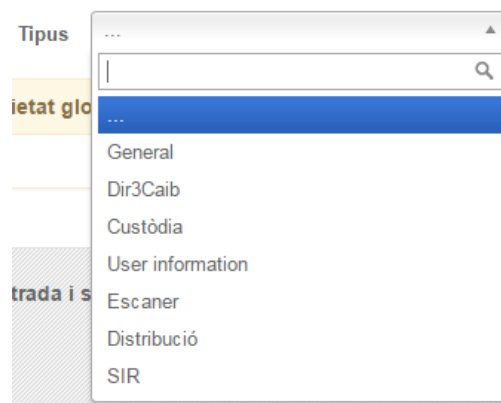 Tipus ...
ietat glo
...
General
Dir3Caib
Custòdia
User information
trada i s
Escaner
Distribució
SIR